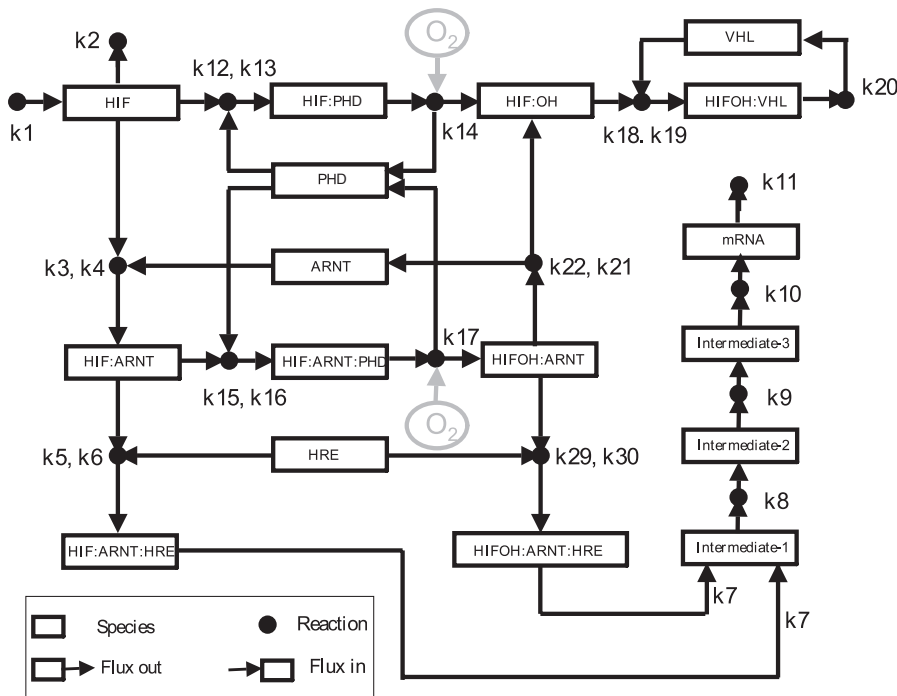 O2
k2
VHL
k12, k13
k20
HIF
HIF:PHD
HIF:OH
HIFOH:VHL
k1
k14
k18. k19
PHD
k11
mRNA
k3, k4
ARNT
k22, k21
k10
k17
Intermediate-3
HIF:ARNT
HIF:ARNT:PHD
HIFOH:ARNT
k15, k16
k9
O2
k5, k6
HRE
k29, k30
Intermediate-2
k8
HIF:ARNT:HRE
HIFOH:ARNT:HRE
Intermediate-1
k7
k7
Species
Reaction
Flux out
Flux in